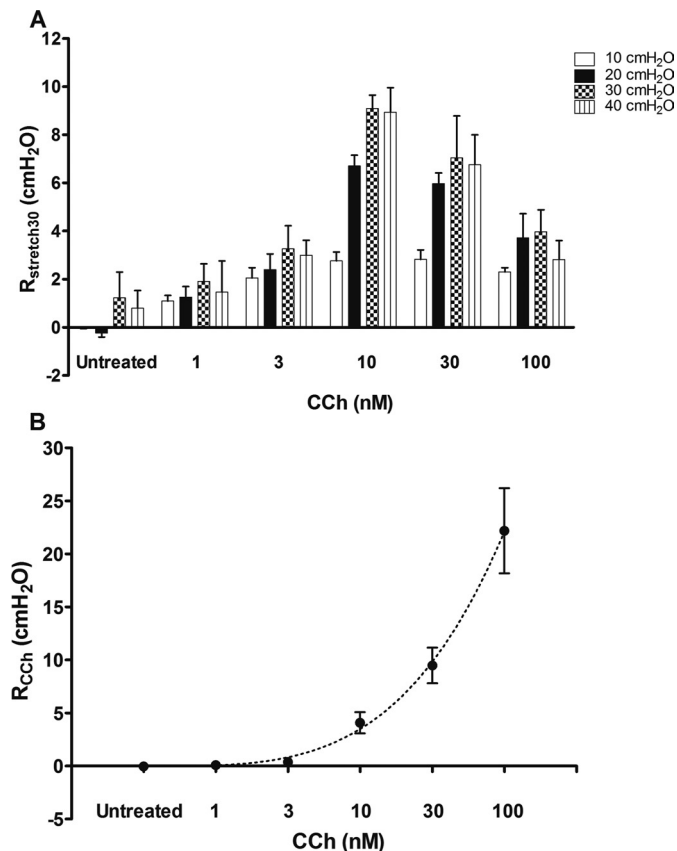 A
12
10
8
6
4
2
0
-2
R_stretch30 (cmH₂O)
10 cmH₂O
20 cmH₂O
30 cmH₂O
40 cmH₂O
Untreated 1 3 10 30 100
CCh (nM)
B
30
25
20
15
10
5
0
-5
R_CCh (cmH₂O)
Untreated 1 3 10 30 100
CCh (nM)